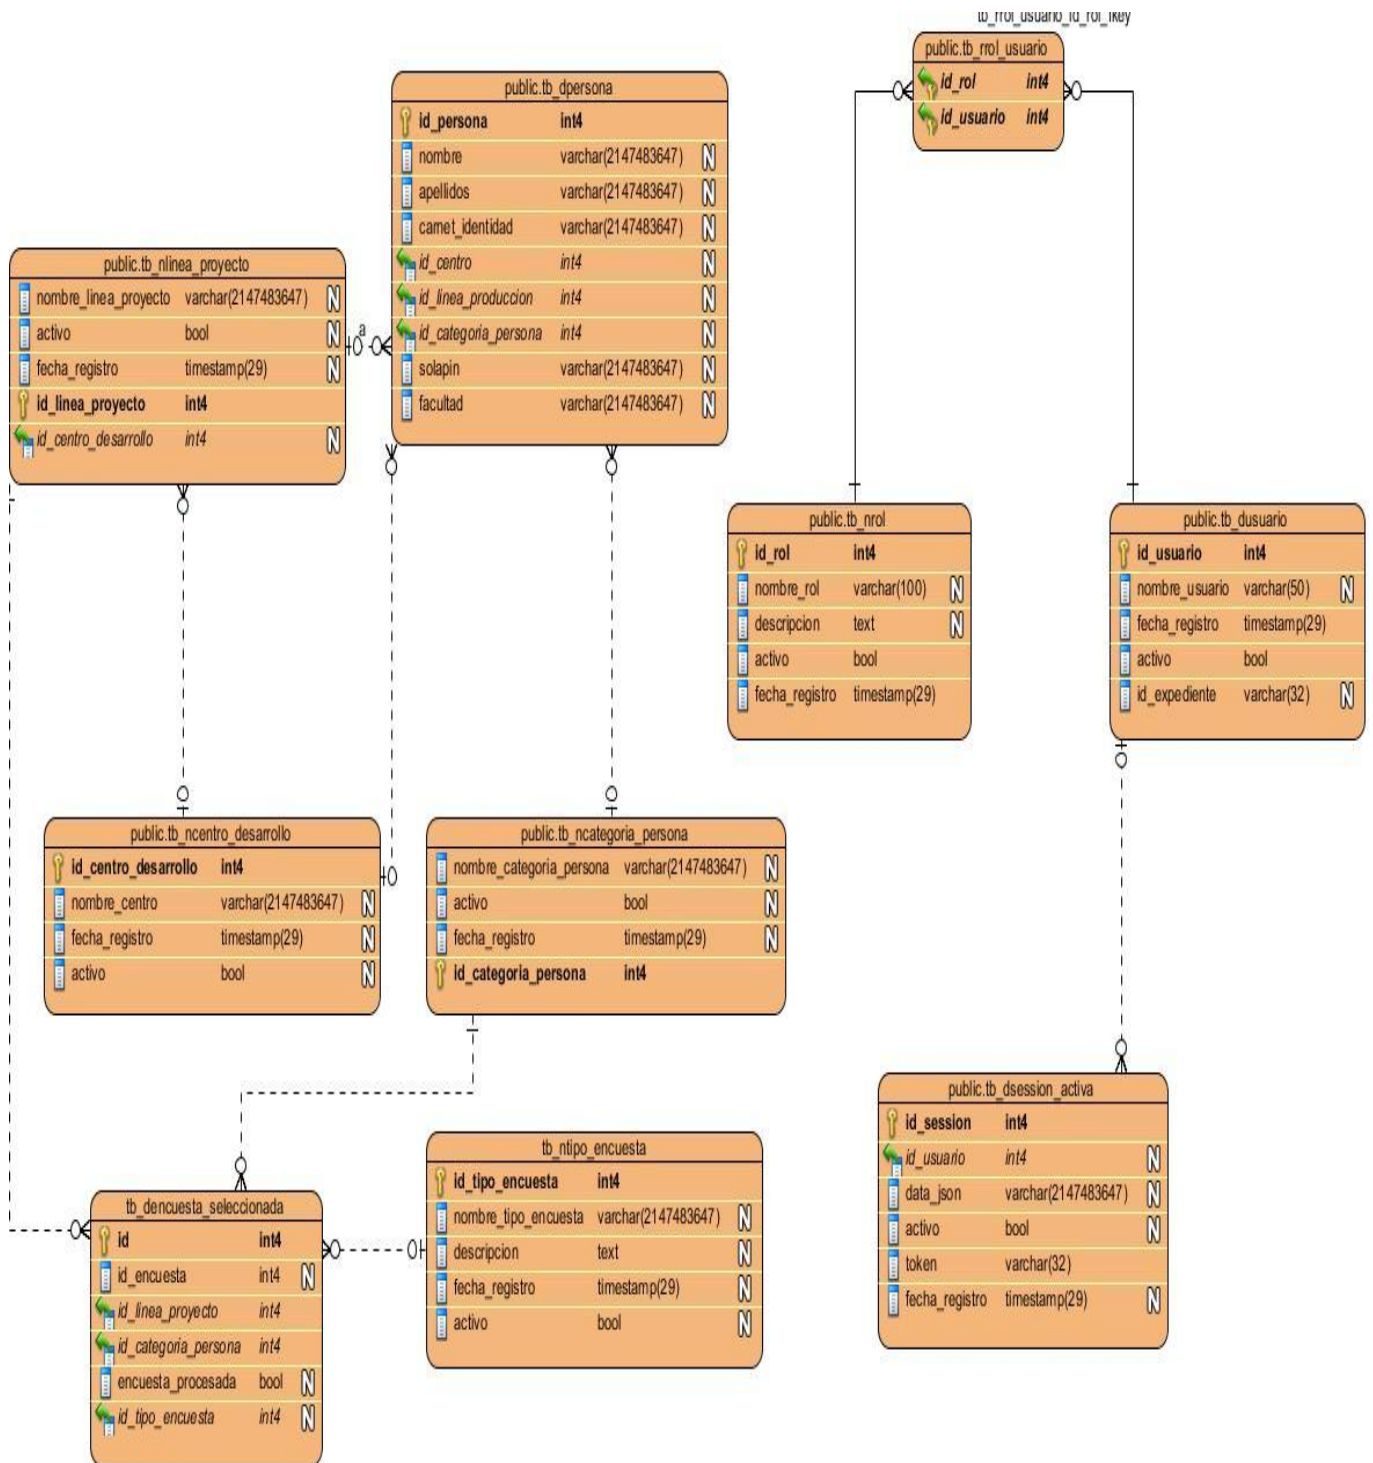 tb_rrol_usuario_id_rol_fkey
public.tb_rrol_usuario
id_rol int4
id_usuario int4
public.tb_dpersona
id_persona int4
nombre varchar(2147483647) N
apellidos varchar(2147483647) N
carnet_identidad varchar(2147483647) N
id_centro int4 N
id_linea_produccion int4 N
id_categoria_persona int4 N
solapin varchar(2147483647) N
facultad varchar(2147483647) N
public.tb_nlinea_proyecto
nombre_linea_proyecto varchar(2147483647) N
activo bool N
fecha_registro timestamp(29) N
id_linea_proyecto int4
id_centro_desarrollo int4 N
a
public.tb_nrol
id_rol int4
nombre_rol varchar(100) N
descripcion text N
activo bool
fecha_registro timestamp(29)
public.tb_dusuario
id_usuario int4
nombre_usuario varchar(50) N
fecha_registro timestamp(29)
activo bool
id_expediente varchar(32) N
public.tb_ncentro_desarrollo
id_centro_desarrollo int4
nombre_centro varchar(2147483647) N
fecha_registro timestamp(29) N
activo bool N
public.tb_ncategoria_persona
nombre_categoria_persona varchar(2147483647) N
activo bool N
fecha_registro timestamp(29) N
id_categoria_persona int4
public.tb_dsession_activa
id_session int4
id_usuario int4 N
data_json varchar(2147483647) N
activo bool N
token varchar(32)
fecha_registro timestamp(29) N
tb_ntipo_encuesta
id_tipo_encuesta int4
nombre_tipo_encuesta varchar(2147483647) N
descripcion text N
fecha_registro timestamp(29) N
activo bool N
tb_dencuesta_seleccionada
id int4
id_encuesta int4 N
id_linea_proyecto int4
id_categoria_persona int4
encuesta_procesada bool N
id_tipo_encuesta int4 N